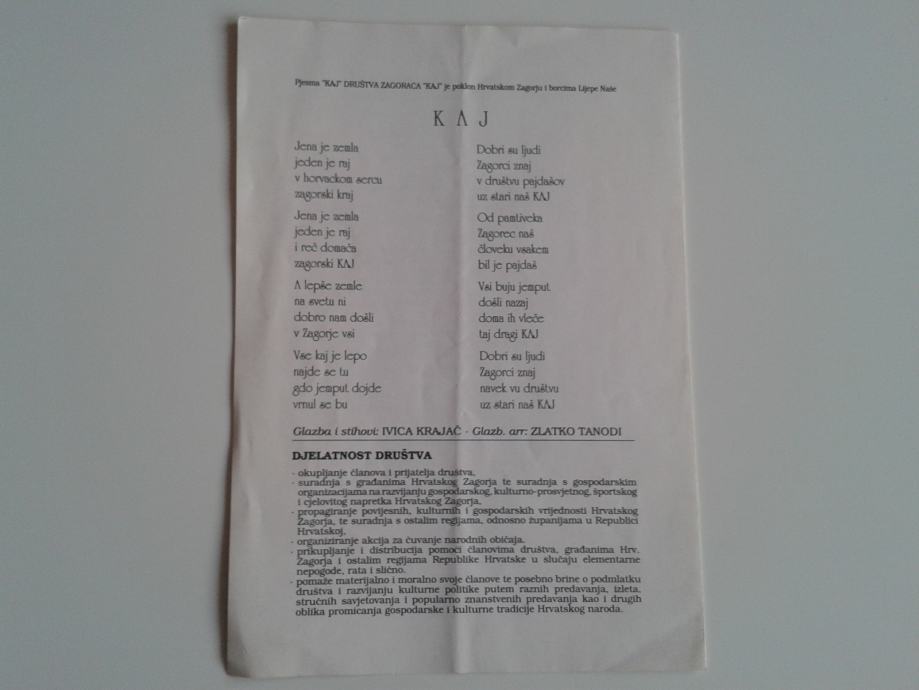 Pjesma "KAJ" DRUŠTVA ZAGORACA "KAJ" je poklon Hrvatskom Zagorju i borcima Lijepe Naše
KAJ
Jena je zemla
jeden je raj
v horvackom sercu
zagorski kraj
Jena je zemla
jeden je raj
i reč domača
zagorski KAJ
A lepše zemle
na svetu ni
dobro nam došli
v Zagorje vsi
Vse kaj je lepo
najde se tu
gdo jemput dojde
vrnul se bu
Dobri su ljudi
Zagorci znaj
v društvu pajdašov
uz stari naš KAJ
Od pamtiveka
Zagorec naš
človeku vsakem
bil je pajdaš
Vsi buju jemput
došli nazaj
doma ih vleče
taj dragi KAJ
Dobri su ljudi
Zagorci znaj
navek vu društvu
uz stari naš KAJ
Glazba i stihovi: IVICA KRAJAČ - Glazb. arr: ZLATKO TANODI
DJELATNOST DRUŠTVA
- okupljanje članova i prijatelja društva,
- suradnja s građanima Hrvatskog Zagorja te suradnja s gospodarskim
organizacijama na razvijanju gospodarskog, kulturno-prosvjetnog, športskog
i cjelovitog napretka Hrvatskog Zagorja,
- propagiranje povijesnih, kulturnih i gospodarskih vrijednosti Hrvatskog
Zagorja, te suradnja s ostalim regijama, odnosno županijama u Republici
Hrvatskoj,
- organiziranje akcija za čuvanje narodnih običaja.
- prikupljanje i distribucija pomoći članovima društva, građanima Hrv.
Zagorja i ostalim regijama Republike Hrvatske u slučaju elementarne
nepogode, rata i slično.
- pomaže materijalno i moralno svoje članove te posebno brine o podmlatku
društva i razvijanju kulturne politike putem raznih predavanja, izleta,
stručnih savjetovanja i popularno znanstvenih predavanja kao i drugih
oblika promicanja gospodarske i kulturne tradicije Hrvatskog naroda.